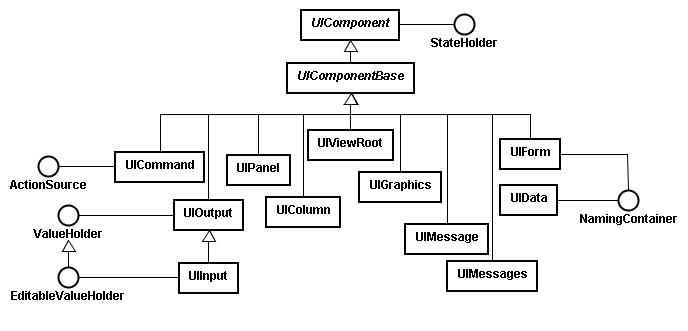 UIComponent
StateHolder
UIComponentBase
UIViewRoot
UIForm
UICommand
UIPanel
ActionSource
UIGraphics
UIData
UIColumn
UIOutput
NamingContainer
ValueHolder
UIMessage
UIInput
UIMessages
EditableValueHolder